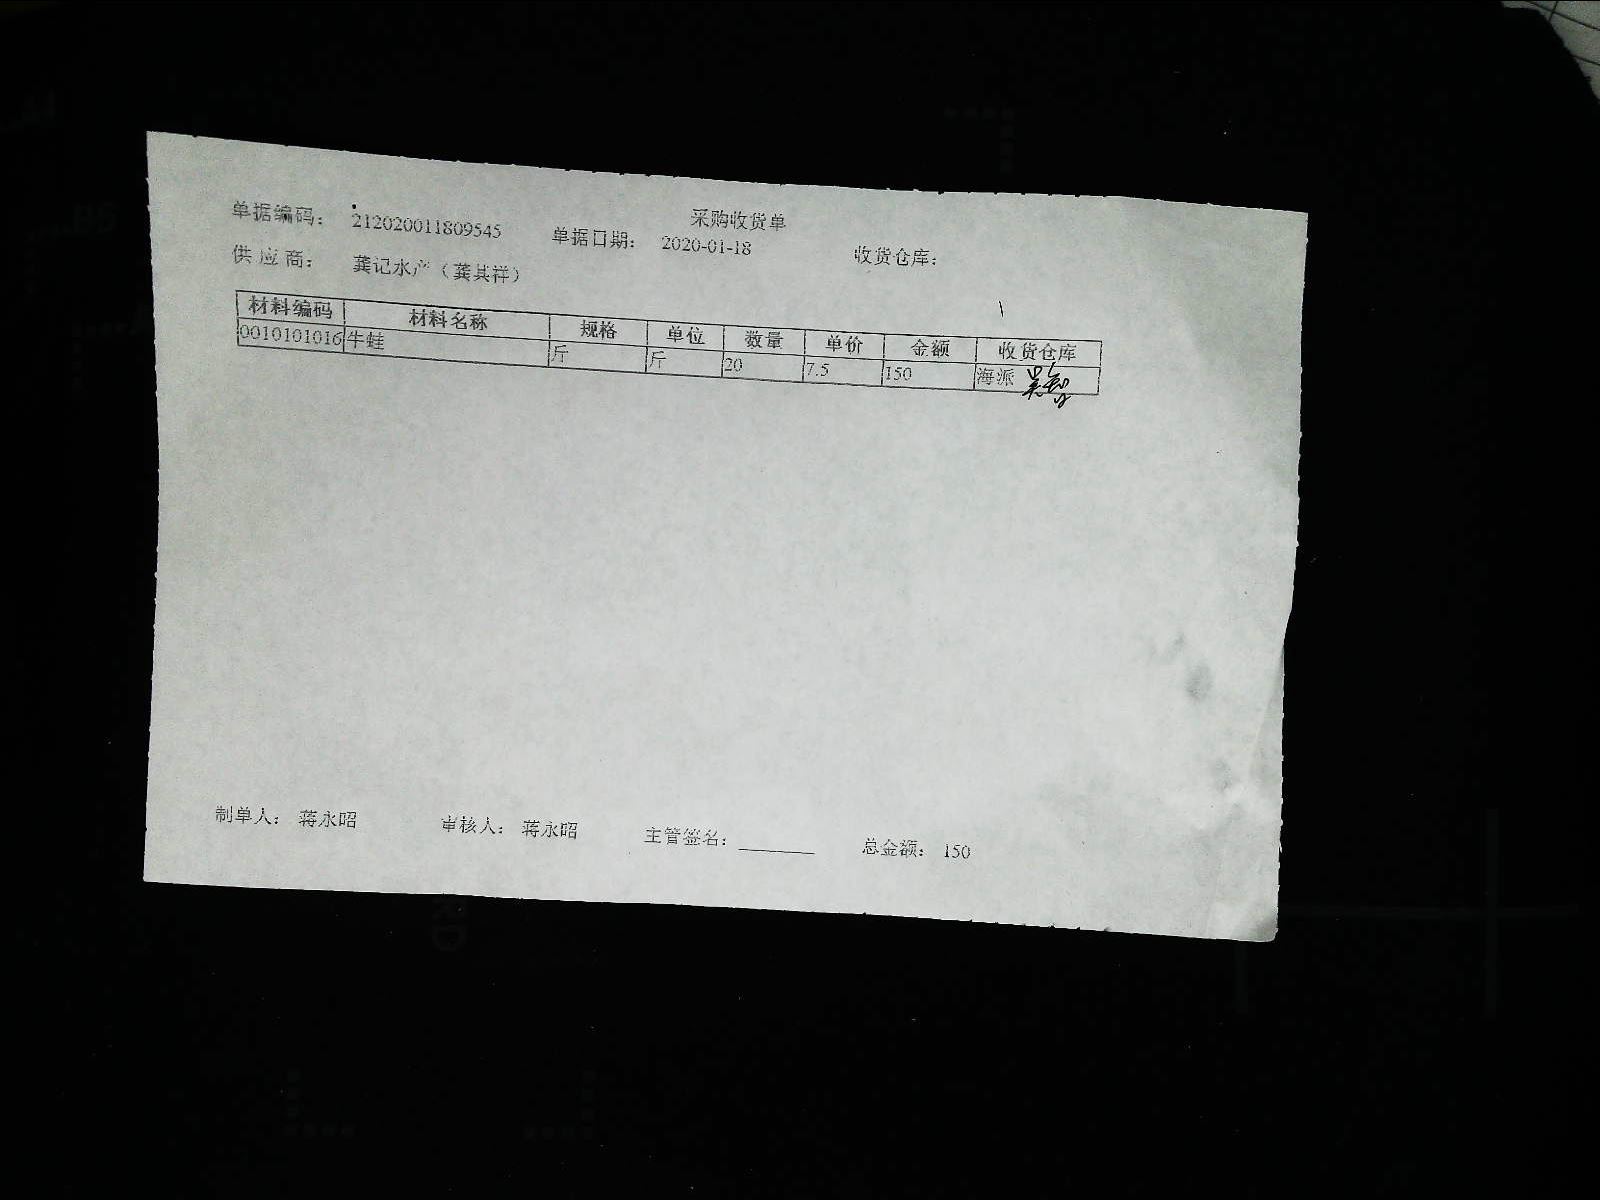 采购收货单
单据编码： 212020011809545 单据日期： 2020-01-18 收货仓库：
供应商： 龚记水产（龚其祥）
材料编码 材料名称 规格 单位 数量 单价 金额 收货仓库
0010101016 牛蛙 斤 斤 20 7.5 150 海派
制单人： 蒋永昭 审核人： 蒋永昭 主管签名：________ 总金额： 150